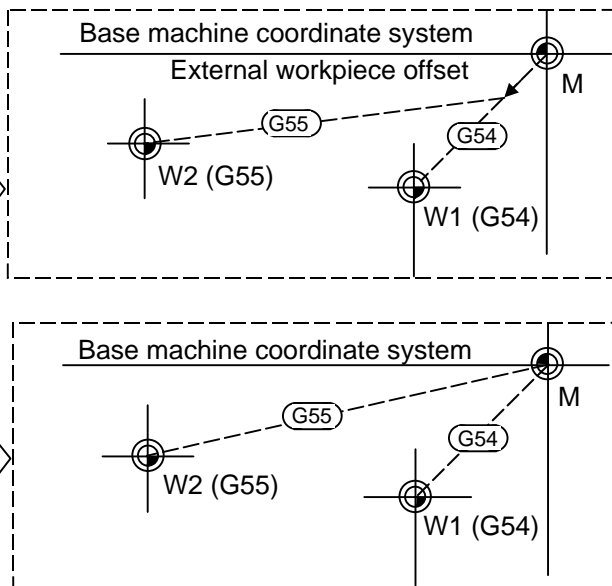 Base machine coordinate system
External workpiece offset
M
G55
G54
W2 (G55)
W1 (G54)
Base machine coordinate system
M
G55
G54
W2 (G55)
W1 (G54)